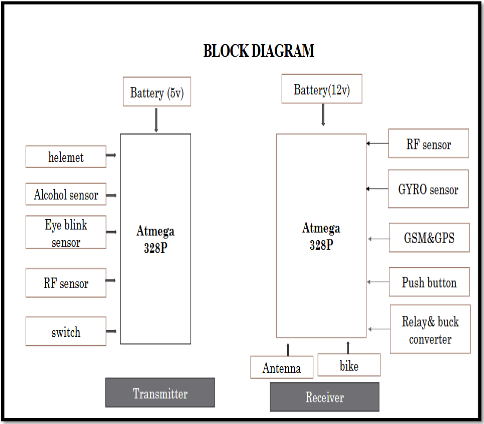 BLOCK DIAGRAM
Battery (5v)
helemet
Alcohol sensor
Eye blink
sensor
RF sensor
switch
Atmega
328P
Transmitter
Battery(12v)
Atmega
328P
RF sensor
GYRO sensor
GSM&GPS
Push button
Relay& buck
converter
Antenna
bike
Receiver